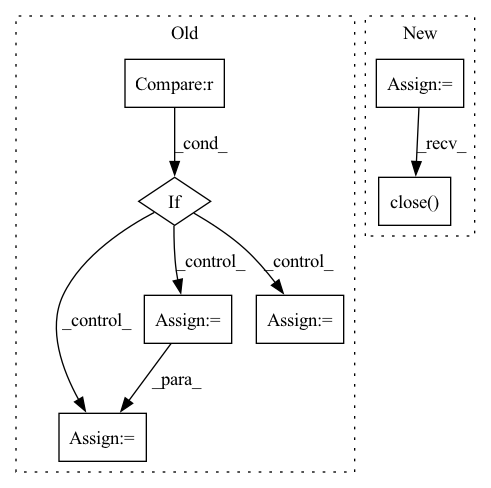 Old
New
Compare:r
Assign:=
_cond_
_recv_
If
close()
_control_
_control_
_control_
Assign:=
Assign:=
_para_
Assign:=